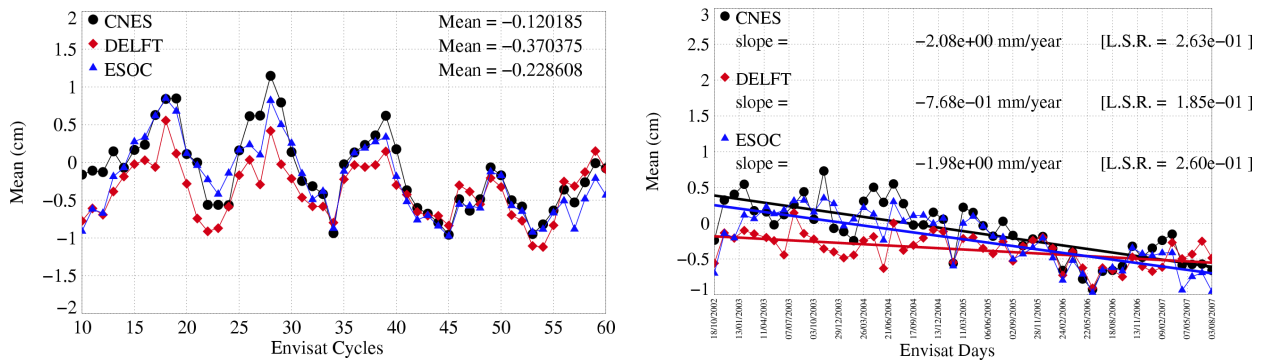 2
1.5
1
0.5
0
−0.5
−1
−1.5
−2
Mean (cm)
CNES
Mean = −0.120185
DELFT
Mean = −0.370375
ESOC
Mean = −0.228608
10 15 20 25 30 35 40 45 50 55 60
Envisat Cycles
3
2.5
2
1.5
1
0.5
0
−0.5
−1
Mean (cm)
CNES
slope = −2.08e+00 mm/year [L.S.R. = 2.63e−01 ]
DELFT
slope = −7.68e−01 mm/year [L.S.R. = 1.85e−01 ]
ESOC
slope = −1.98e+00 mm/year [L.S.R. = 2.60e−01 ]
18/10/2002
13/01/2003
11/04/2003
07/07/2003
03/10/2003
29/12/2003
26/03/2004
21/06/2004
17/09/2004
13/12/2004
11/03/2005
06/06/2005
02/09/2005
28/11/2005
24/02/2006
22/05/2006
18/08/2006
13/11/2006
09/02/2007
07/05/2007
03/08/2007
Envisat Days